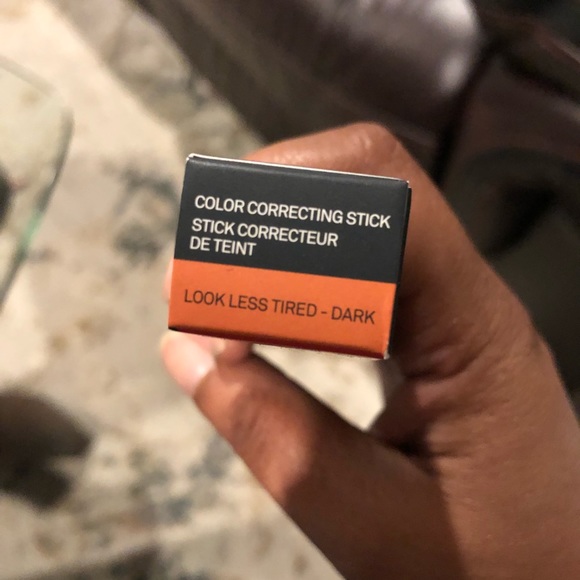 COLOR CORRECTING STICK
STICK CORRECTEUR
DE TEINT
LOOK LESS TIRED - DARK